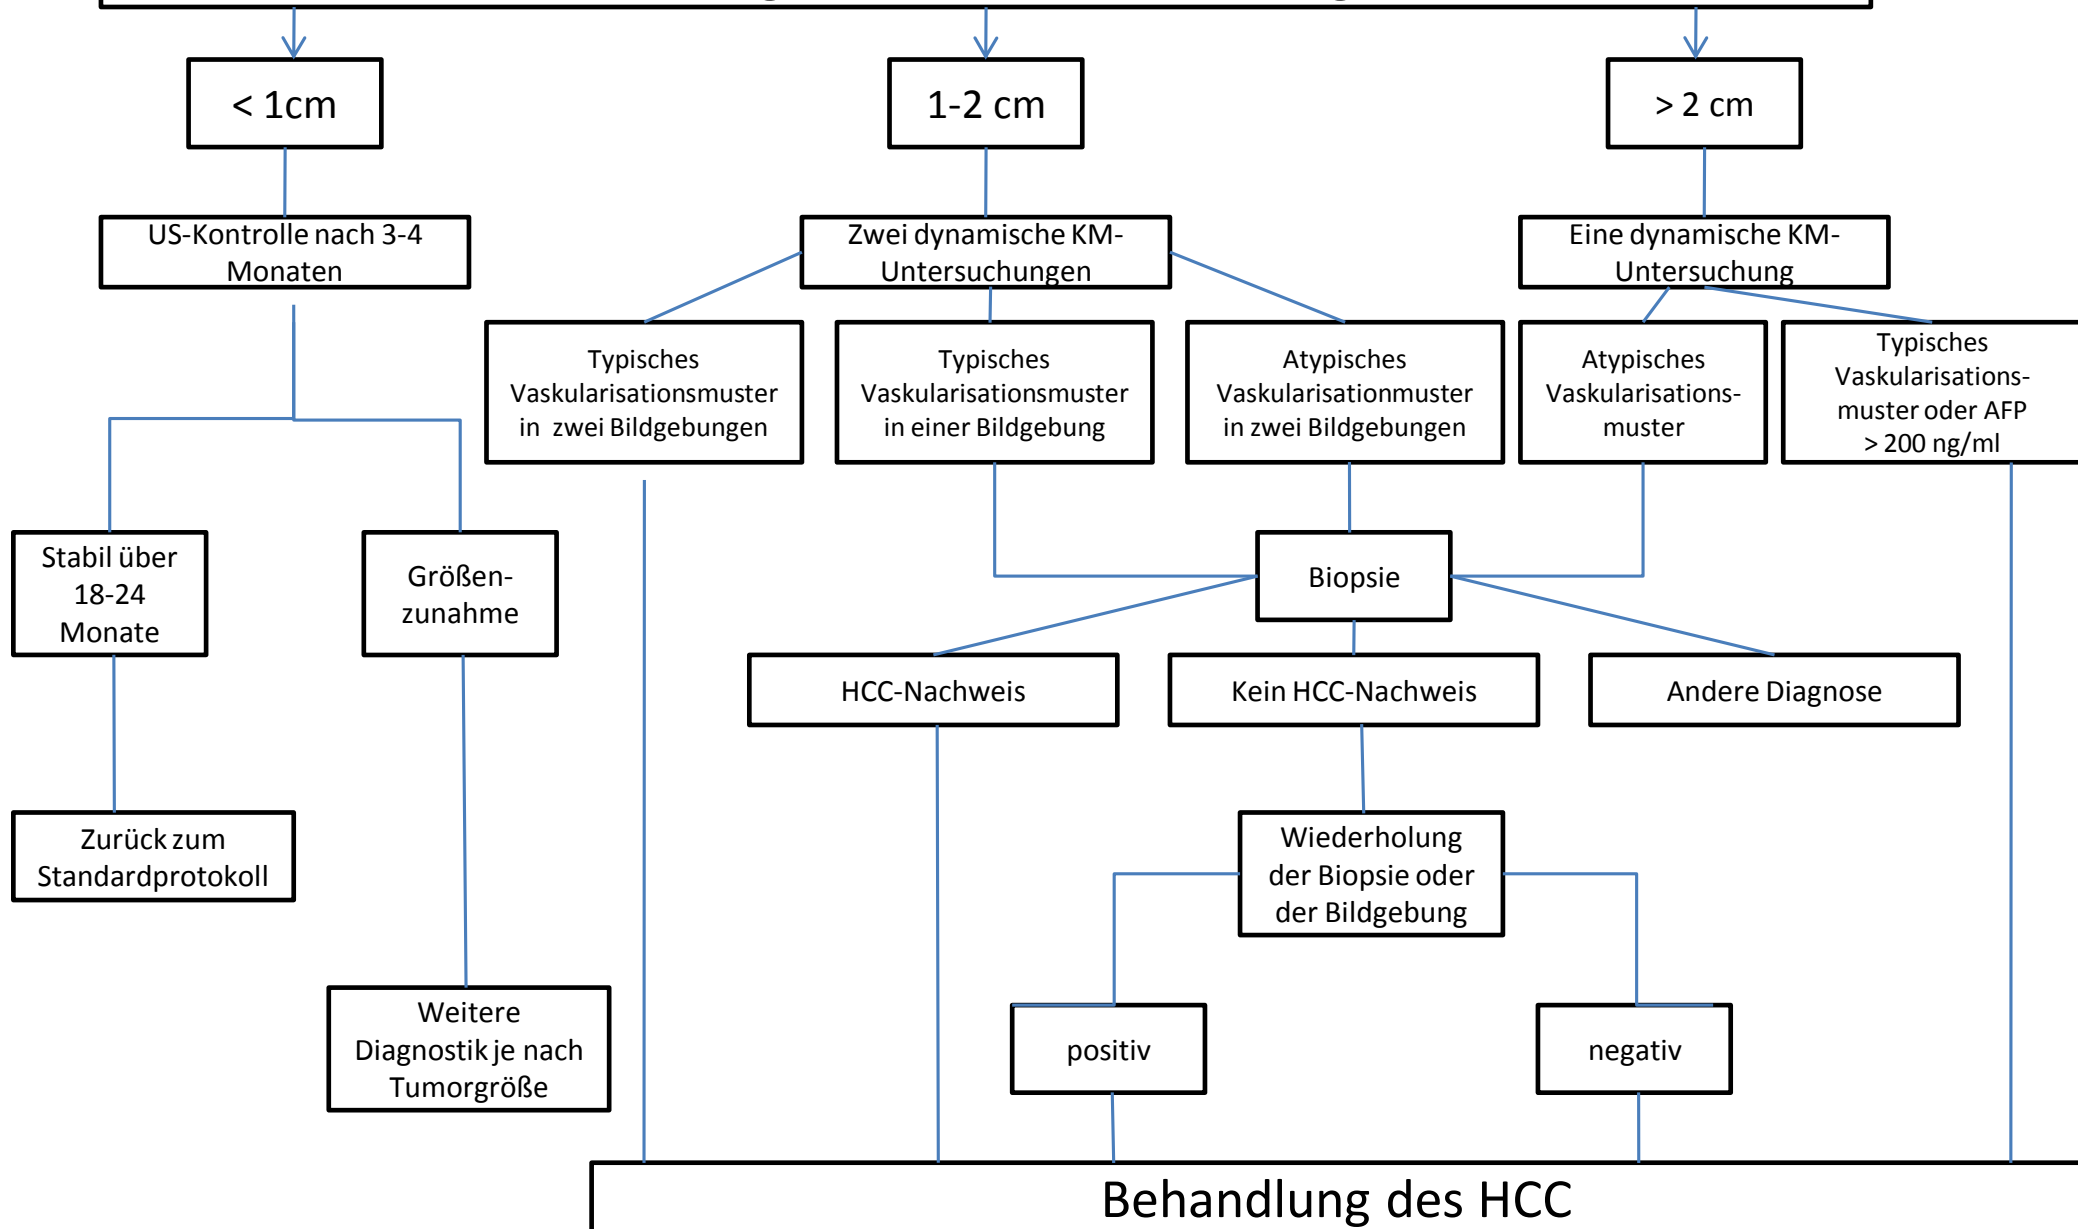 < 1cm
1-2 cm
> 2 cm
US-Kontrolle nach 3-4
Monaten
Zwei dynamische KM-
Untersuchungen
Eine dynamische KM-
Untersuchung
Typisches
Vaskularisationsmuster
in zwei Bildgebungen
Typisches
Vaskularisationsmuster
in einer Bildgebung
Atypisches
Vaskularisationmuster
in zwei Bildgebungen
Atypisches
Vaskularisations-
muster
Typisches
Vaskularisations-
muster oder AFP
> 200 ng/ml
Stabil über
18-24
Monate
Größen-
zunahme
Biopsie
HCC-Nachweis
Kein HCC-Nachweis
Andere Diagnose
Zurück zum
Standardprotokoll
Wiederholung
der Biopsie oder
der Bildgebung
Weitere
Diagnostik je nach
Tumorgröße
positiv
negativ
Behandlung des HCC